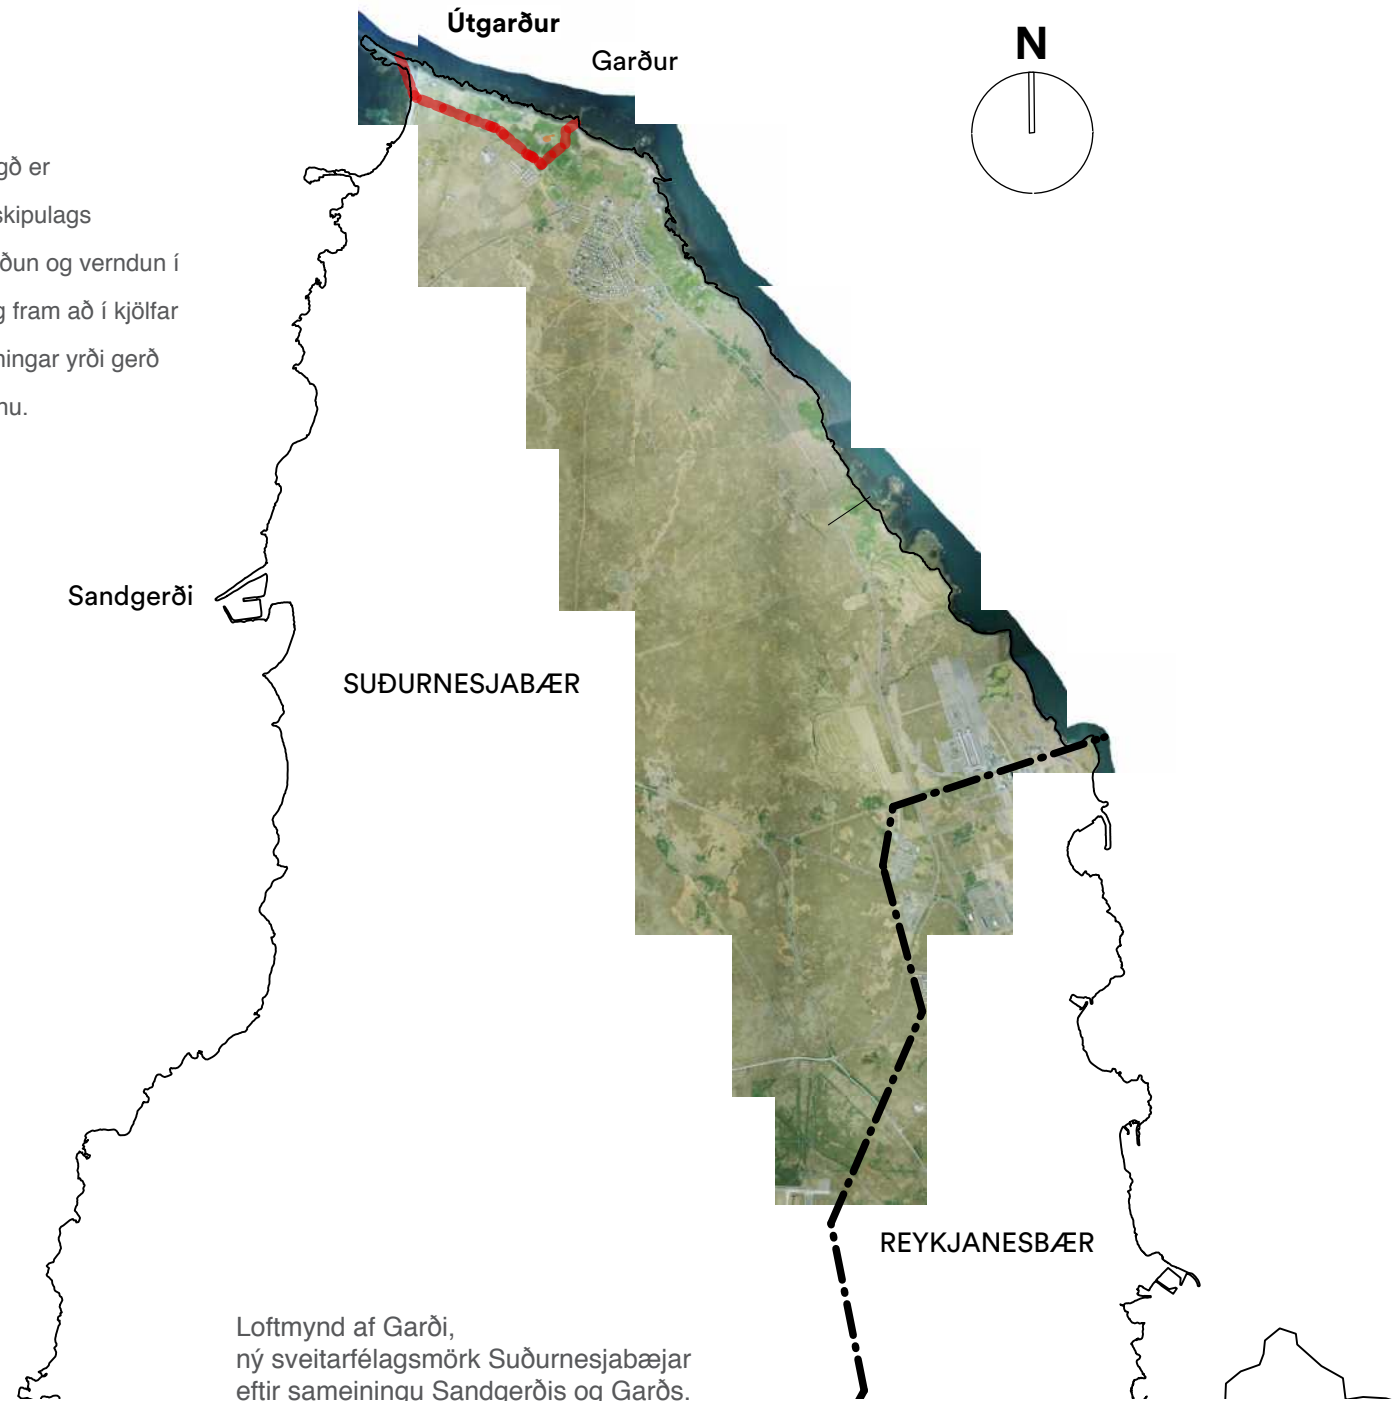 Útgarður
Garður
N
gð er
skipulags
ðun og verndun í
g fram að í kjölfar
ningar yrði gerð
nu.
Sandgerði
SUÐURNESJABÆR
REYKJANESBÆR
Loftmynd af Garði,
ný sveitarfélagsmörk Suðurnesjabæjar
eftir sameiningu Sandgerðis og Garðs.